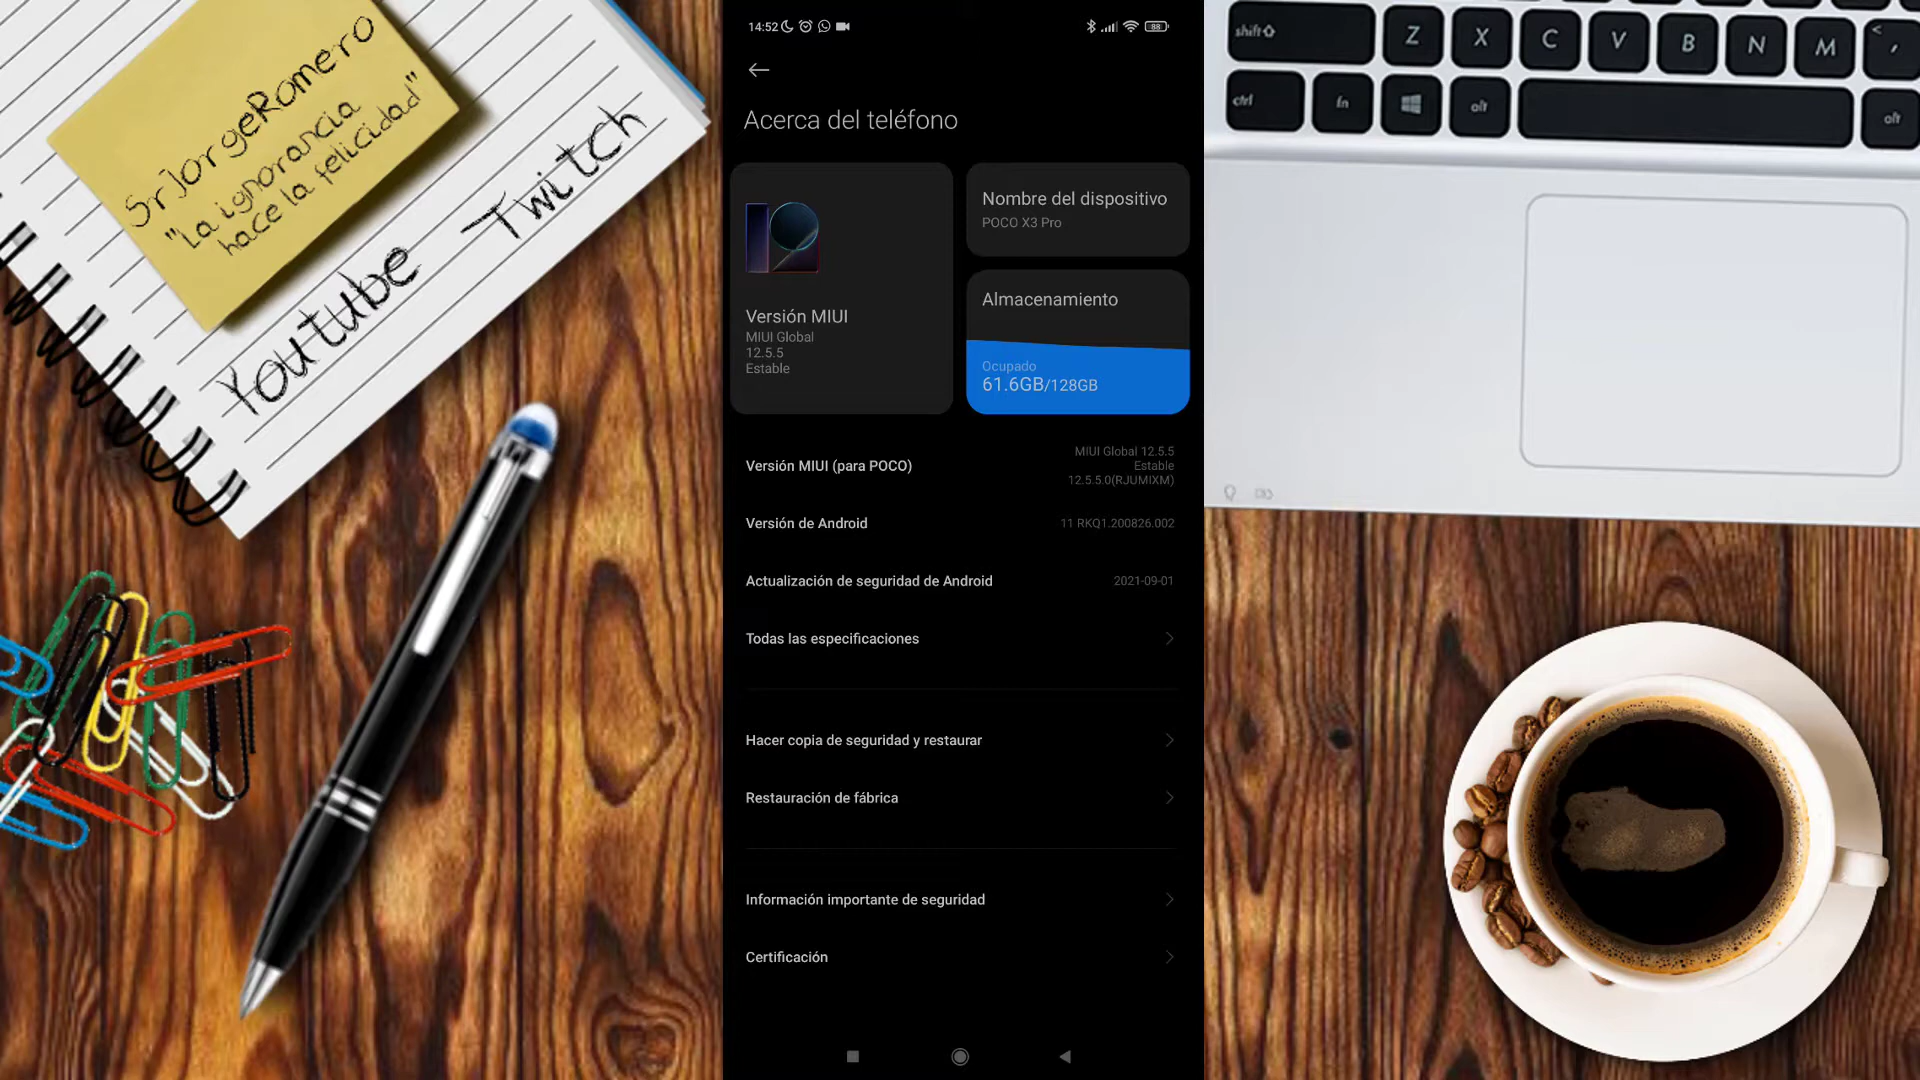 SrJorgeRomero
"La ignorancia
hace la felicidad"
Youtube Twitch
14:52
88
Acerca del teléfono
12
Versión MIUI
MIUI Global
12.5.5
Estable
Nombre del dispositivo
POCO X3 Pro
Almacenamiento
Ocupado
61.6GB/128GB
Versión MIUI (para POCO)
MIUI Global 12.5.5
Estable
12.5.5.0(RJUMIXM)
Versión de Android
11 RKQ1.200826.002
Actualización de seguridad de Android
2021-09-01
Todas las especificaciones
Hacer copia de seguridad y restaurar
Restauración de fábrica
Información importante de seguridad
Certificación
shift Z X C V B N M < ,
ctrl fn alt alt